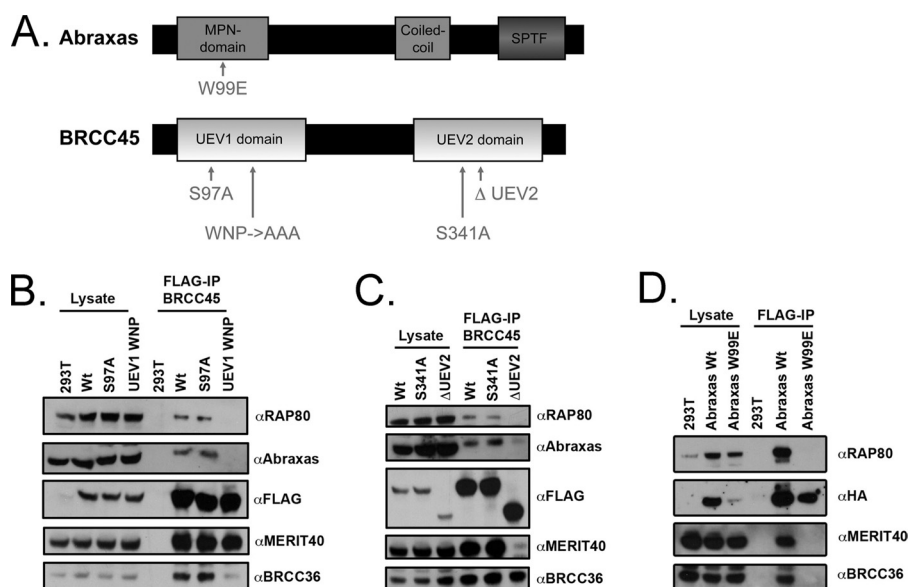 A.
Abraxas
MPN-
domain
Coiled-
coil
SPTF
W99E
BRCC45
UEV1 domain
UEV2 domain
S97A
Δ UEV2
WNP->AAA
S341A
B.
Lysate
FLAG-IP
BRCC45
293T
Wt
S97A
UEV1 WNP
293T
Wt
S97A
UEV1 WNP
αRAP80
αAbraxas
αFLAG
αMERIT40
αBRCC36
C.
Lysate
FLAG-IP
BRCC45
Wt
S341A
ΔUEV2
Wt
S341A
ΔUEV2
αRAP80
αAbraxas
αFLAG
αMERIT40
αBRCC36
D.
Lysate
FLAG-IP
293T
Abraxas Wt
Abraxas W99E
293T
Abraxas Wt
Abraxas W99E
αRAP80
αHA
αMERIT40
αBRCC36